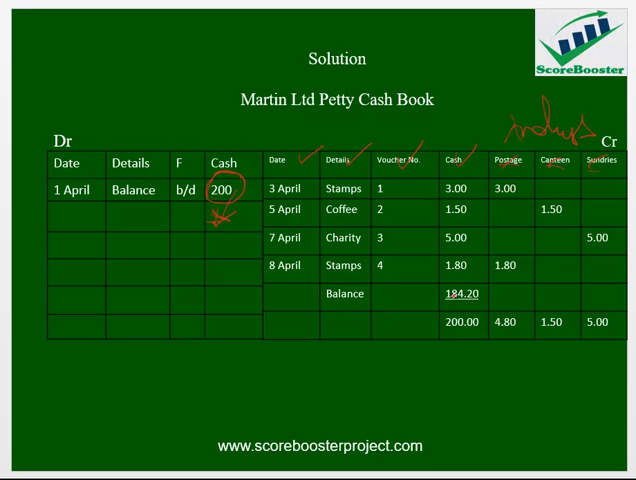 ScoreBooster
Solution
Martin Ltd Petty Cash Book
Analysis
Dr Cr
Date Details F Cash Date Details Voucher No. Cash Postage Canteen Sundries
1 April Balance b/d 200 3 April Stamps 1 3.00 3.00
5 April Coffee 2 1.50 1.50
7 April Charity 3 5.00 5.00
8 April Stamps 4 1.80 1.80
Balance 184.20
200.00 4.80 1.50 5.00
www.scoreboosterproject.com